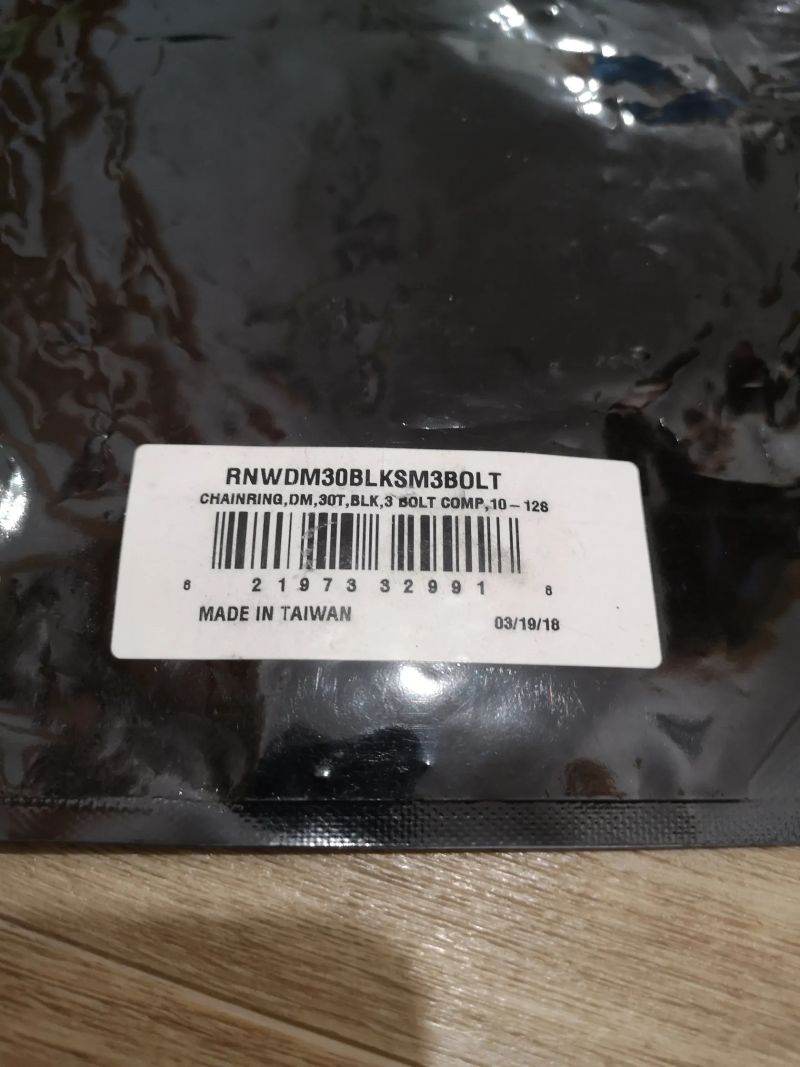 RNWDM30BLKSM3BOLT
CHAINRING,DM,30T,BLK,3 BOLT COMP,10-12S
8 21973 32991 8
MADE IN TAIWAN
03/19/18